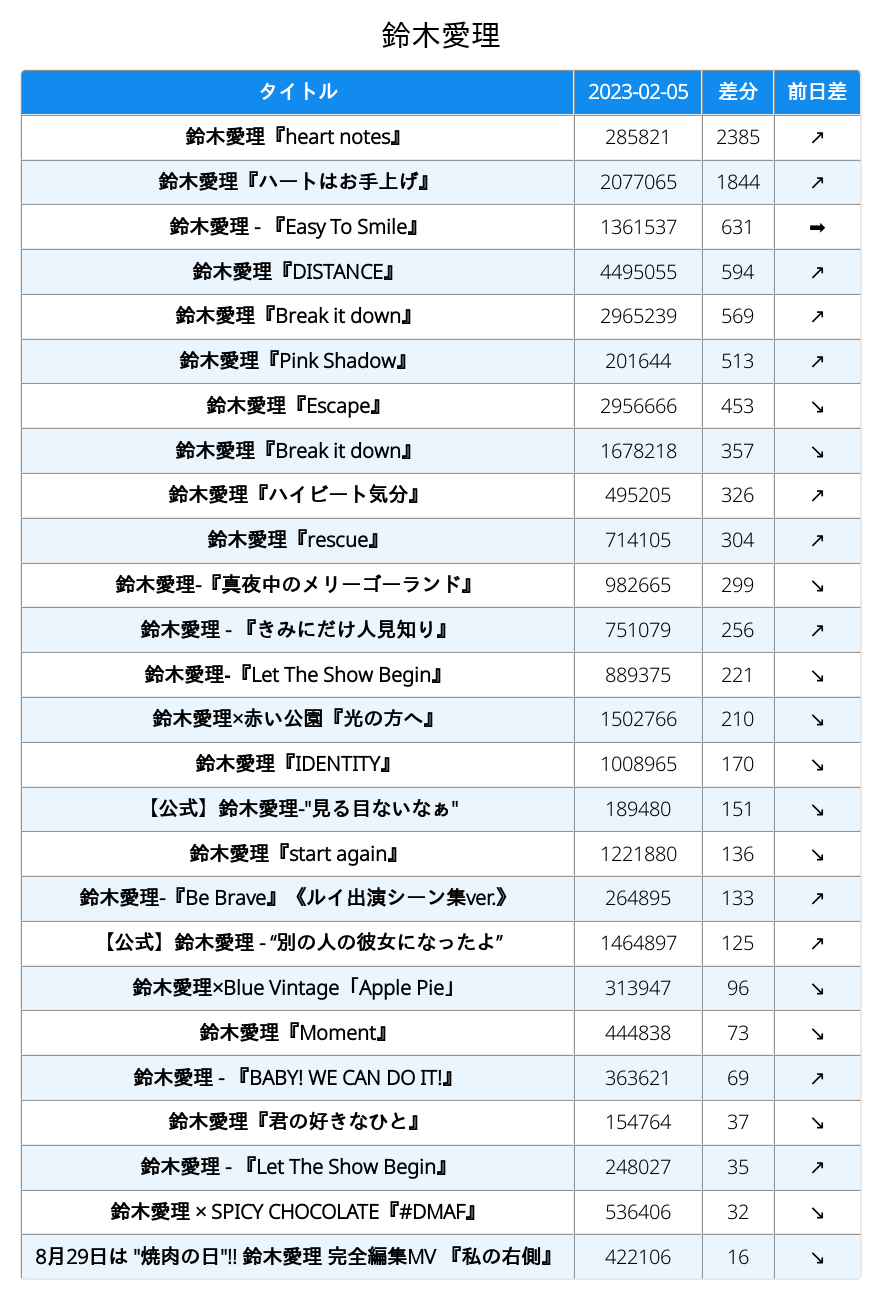 鈴木愛理
タイトル 2023-02-05 差分 前日差
鈴木愛理『heart notes』 285821 2385 ↗
鈴木愛理『ハートはお手上げ』 2077065 1844 ↗
鈴木愛理 - 『Easy To Smile』 1361537 631 ➡
鈴木愛理『DISTANCE』 4495055 594 ↗
鈴木愛理『Break it down』 2965239 569 ↗
鈴木愛理『Pink Shadow』 201644 513 ↗
鈴木愛理『Escape』 2956666 453 ↘
鈴木愛理『Break it down』 1678218 357 ↘
鈴木愛理『ハイビート気分』 495205 326 ↗
鈴木愛理『rescue』 714105 304 ↗
鈴木愛理-『真夜中のメリーゴーランド』 982665 299 ↘
鈴木愛理 - 『きみにだけ人見知り』 751079 256 ↗
鈴木愛理-『Let The Show Begin』 889375 221 ↘
鈴木愛理×赤い公園『光の方へ』 1502766 210 ↘
鈴木愛理『IDENTITY』 1008965 170 ↘
【公式】鈴木愛理-"見る目ないなぁ" 189480 151 ↘
鈴木愛理『start again』 1221880 136 ↘
鈴木愛理-『Be Brave』《ルイ出演シーン集ver.》 264895 133 ↗
【公式】鈴木愛理 - “別の人の彼女になったよ” 1464897 125 ↗
鈴木愛理×Blue Vintage「Apple Pie」 313947 96 ↘
鈴木愛理『Moment』 444838 73 ↘
鈴木愛理 - 『BABY! WE CAN DO IT!』 363621 69 ↗
鈴木愛理『君の好きなひと』 154764 37 ↘
鈴木愛理 - 『Let The Show Begin』 248027 35 ↗
鈴木愛理 × SPICY CHOCOLATE『#DMAF』 536406 32 ↘
8月29日は "焼肉の日"!! 鈴木愛理 完全編集MV 『私の右側』 422106 16 ↘